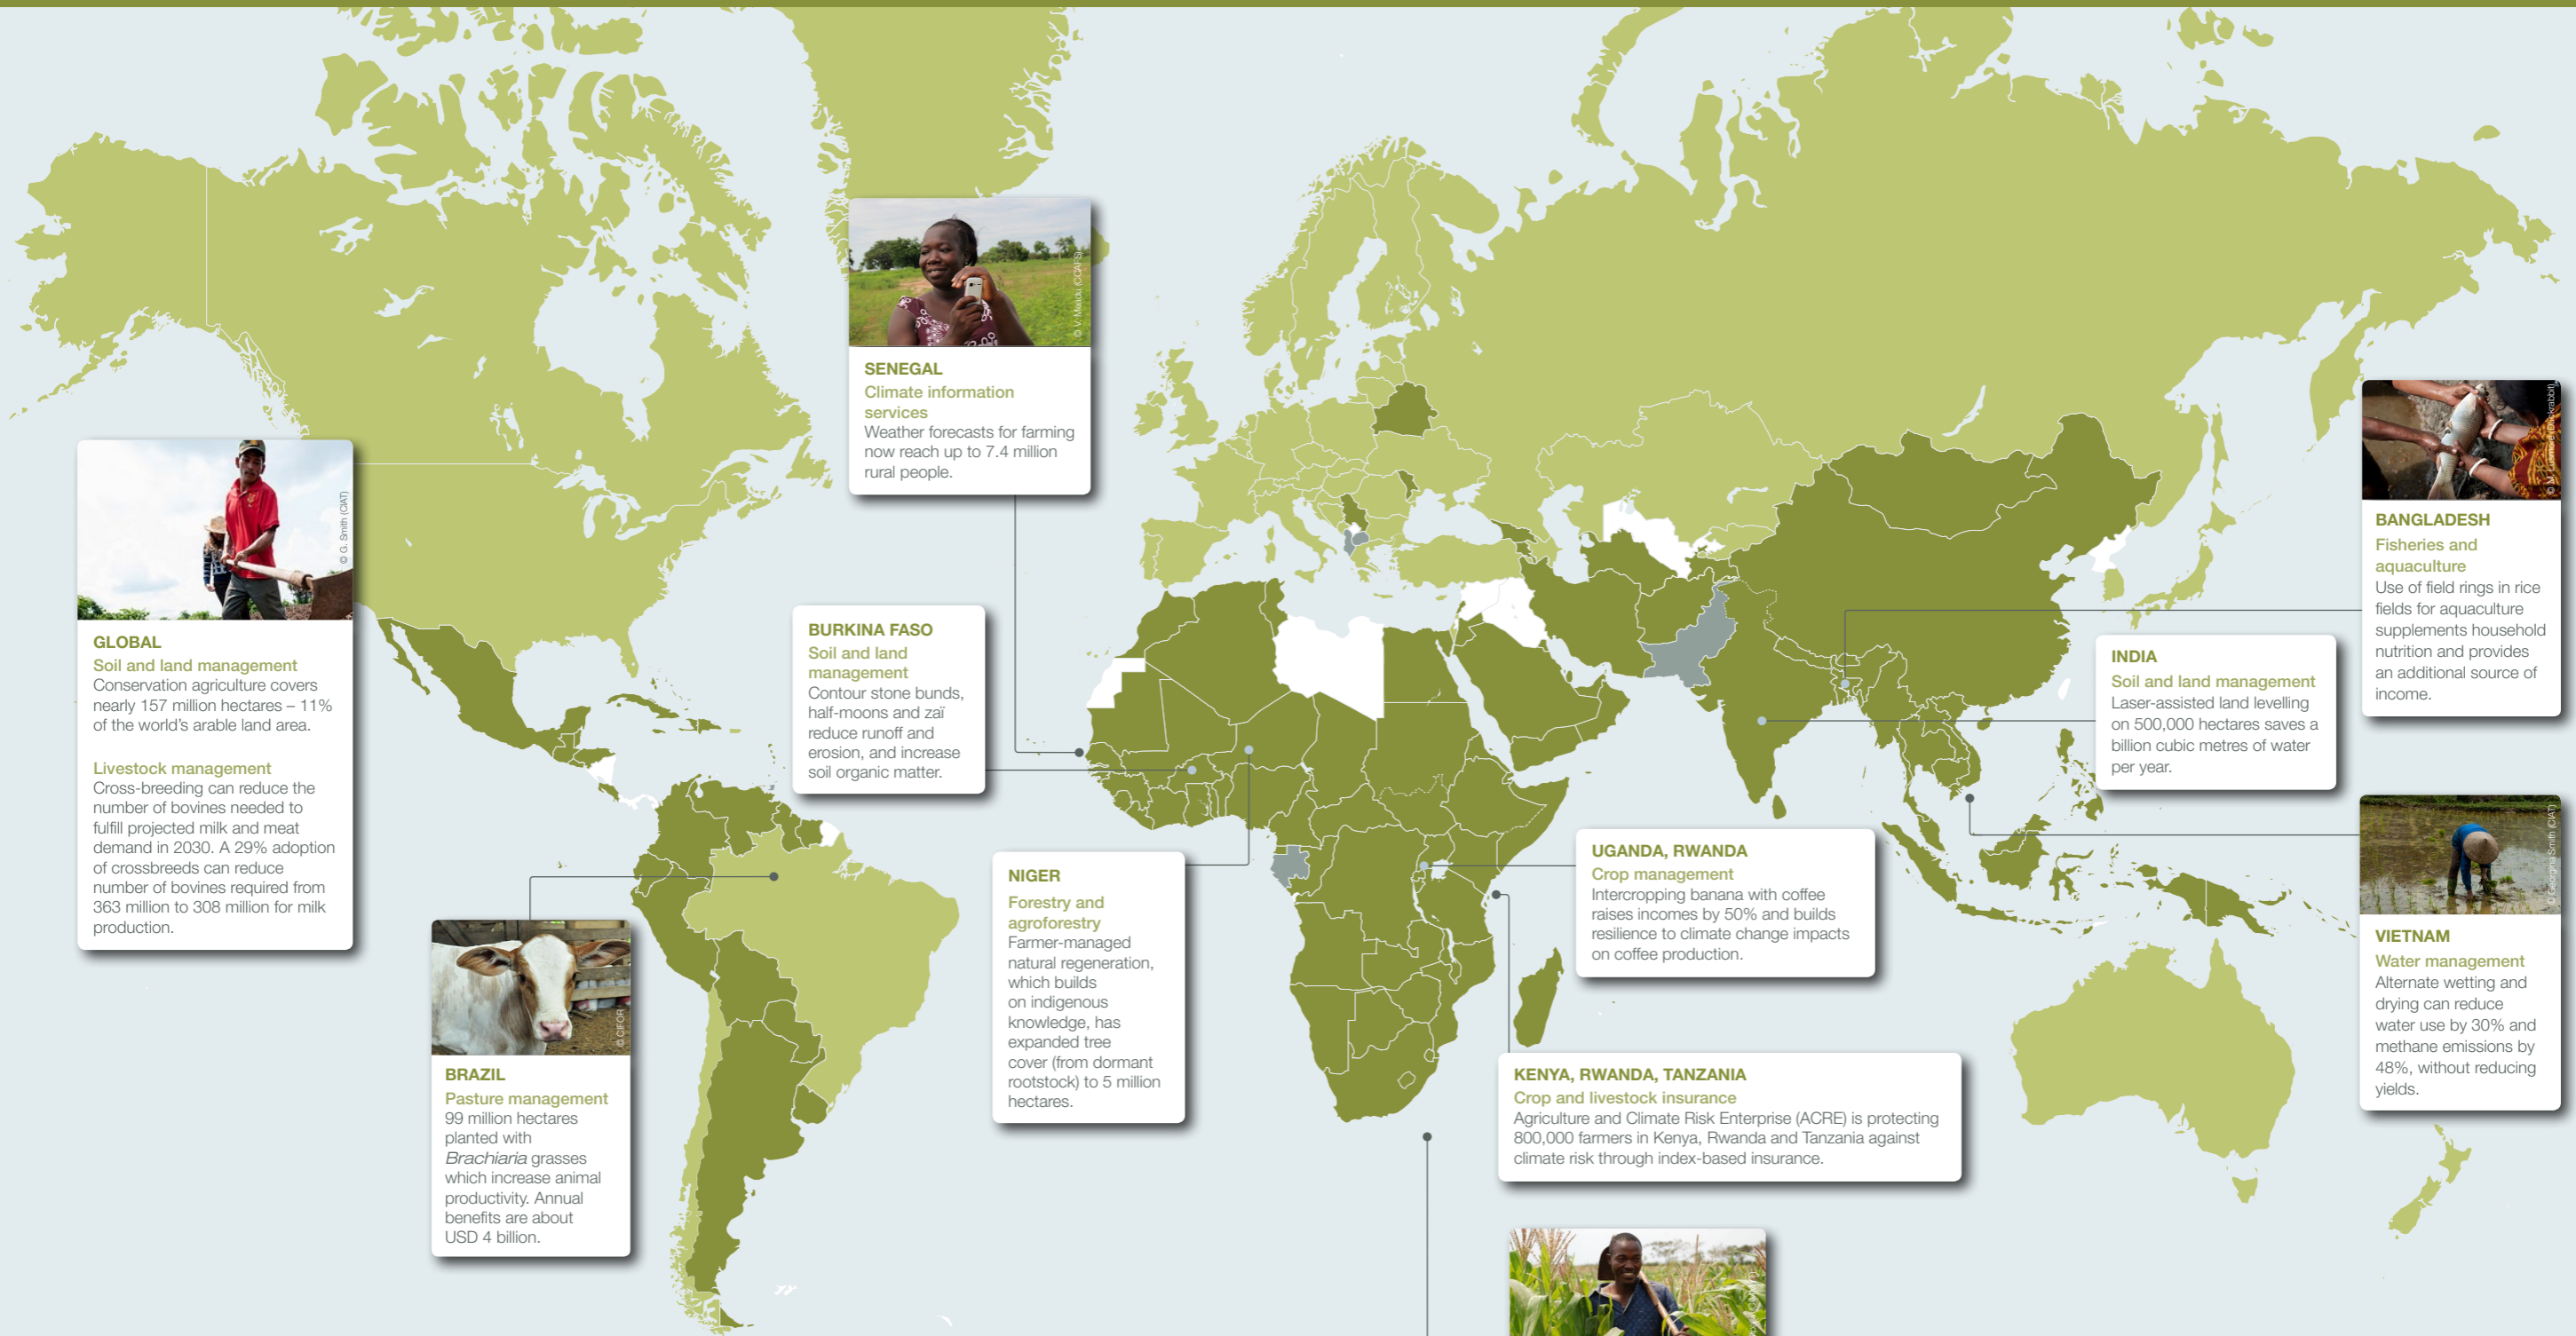 © V. Meadu (CCAFS)
SENEGAL
Climate information
services
Weather forecasts for farming
now reach up to 7.4 million
rural people.
© G. Smith (CIAT)
GLOBAL
Soil and land management
Conservation agriculture covers
nearly 157 million hectares – 11%
of the world's arable land area.
Livestock management
Cross-breeding can reduce the
number of bovines needed to
fulfill projected milk and meat
demand in 2030. A 29% adoption
of crossbreeds can reduce
number of bovines required from
363 million to 308 million for milk
production.
BURKINA FASO
Soil and land
management
Contour stone bunds,
half-moons and zaï
reduce runoff and
erosion, and increase
soil organic matter.
© CIFOR
BRAZIL
Pasture management
99 million hectares
planted with
Brachiaria grasses
which increase animal
productivity. Annual
benefits are about
USD 4 billion.
NIGER
Forestry and
agroforestry
Farmer-managed
natural regeneration,
which builds
on indigenous
knowledge, has
expanded tree
cover (from dormant
rootstock) to 5 million
hectares.
UGANDA, RWANDA
Crop management
Intercropping banana with coffee
raises incomes by 50% and builds
resilience to climate change impacts
on coffee production.
KENYA, RWANDA, TANZANIA
Crop and livestock insurance
Agriculture and Climate Risk Enterprise (ACRE) is protecting
800,000 farmers in Kenya, Rwanda and Tanzania against
climate risk through index-based insurance.
BANGLADESH
Fisheries and
aquaculture
Use of field rings in rice
fields for aquaculture
supplements household
nutrition and provides
an additional source of
income.
INDIA
Soil and land management
Laser-assisted land levelling
on 500,000 hectares saves a
billion cubic metres of water
per year.
© Georgina Smith (CIAT)
VIETNAM
Water management
Alternate wetting and
drying can reduce
water use by 30% and
methane emissions by
48%, without reducing
yields.